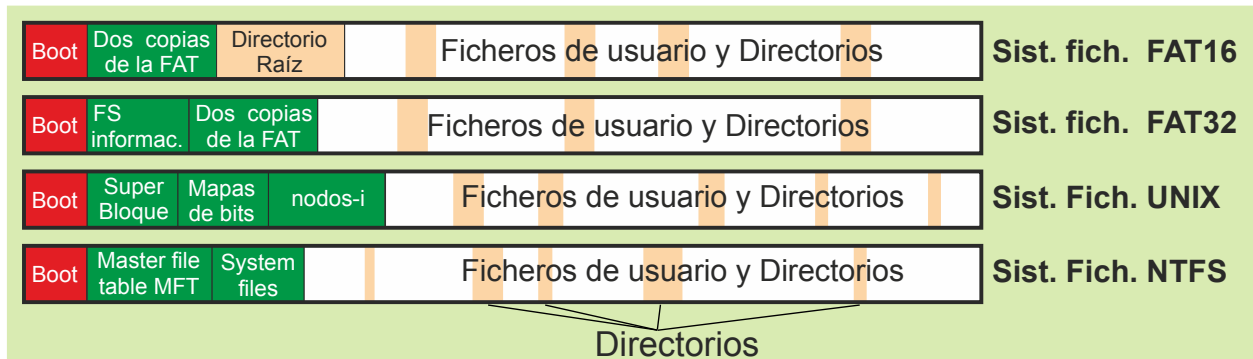 Boot
Dos copias
de la FAT
Directorio
Raíz
Ficheros de usuario y Directorios
Sist. fich. FAT16
Boot
FS
informac.
Dos copias
de la FAT
Ficheros de usuario y Directorios
Sist. fich. FAT32
Boot
Super
Bloque
Mapas
de bits
nodos-i
Ficheros de usuario y Directorios
Sist. Fich. UNIX
Boot
Master file
table MFT
System
files
Ficheros de usuario y Directorios
Sist. Fich. NTFS
Directorios